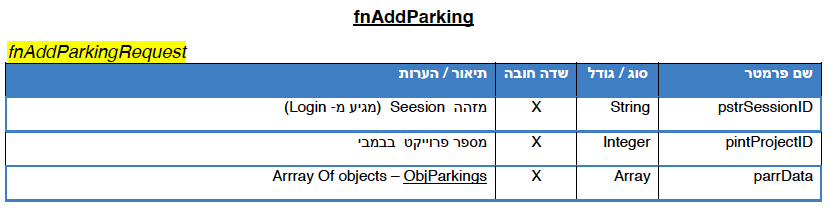 fnAddParking
fnAddParkingRequest
שם פרמטר סוג / גודל שדה חובה תיאור / הערות
pstrSessionID String X מזהה Seesion (מגיע מ- Login)
pintProjectID Integer X מספר פרוייקט בבמבי
parrData Array X Arrray Of objects – ObjParkings